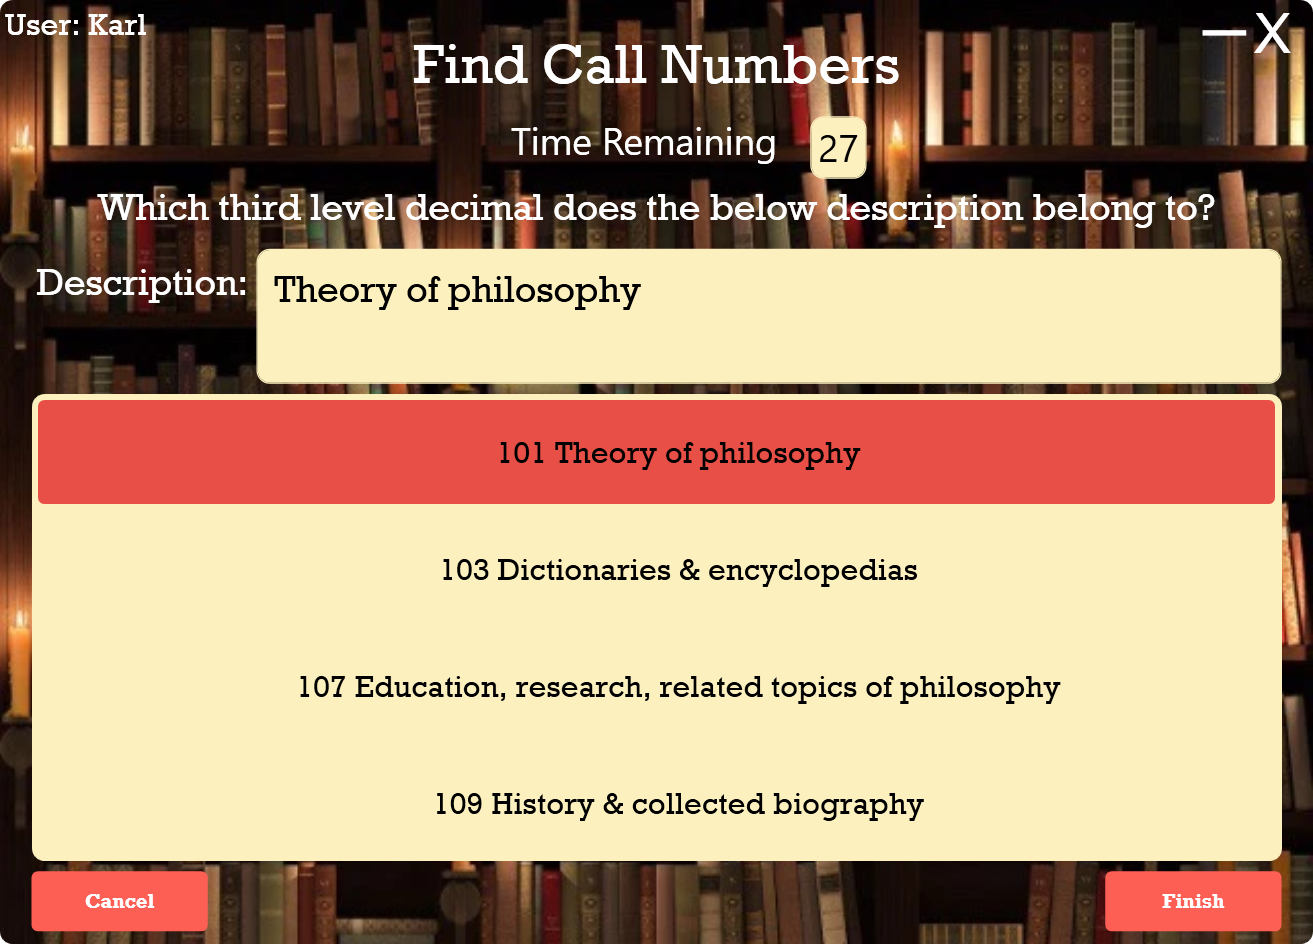 User: Karl
— X
Find Call Numbers
Time Remaining 27
Which third level decimal does the below description belong to?
Description: Theory of philosophy
101 Theory of philosophy
103 Dictionaries & encyclopedias
107 Education, research, related topics of philosophy
109 History & collected biography
Cancel Finish